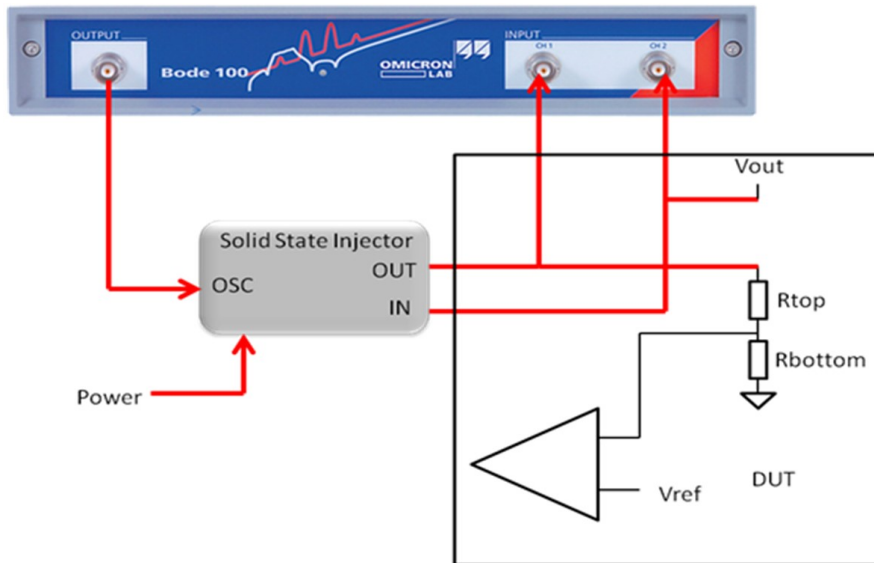 OUTPUT
INPUT
CH 1
CH 2
Bode 100
OMICRON
LAB
Vout
Solid State Injector
OUT
OSC
IN
Rtop
Rbottom
Power
Vref
DUT